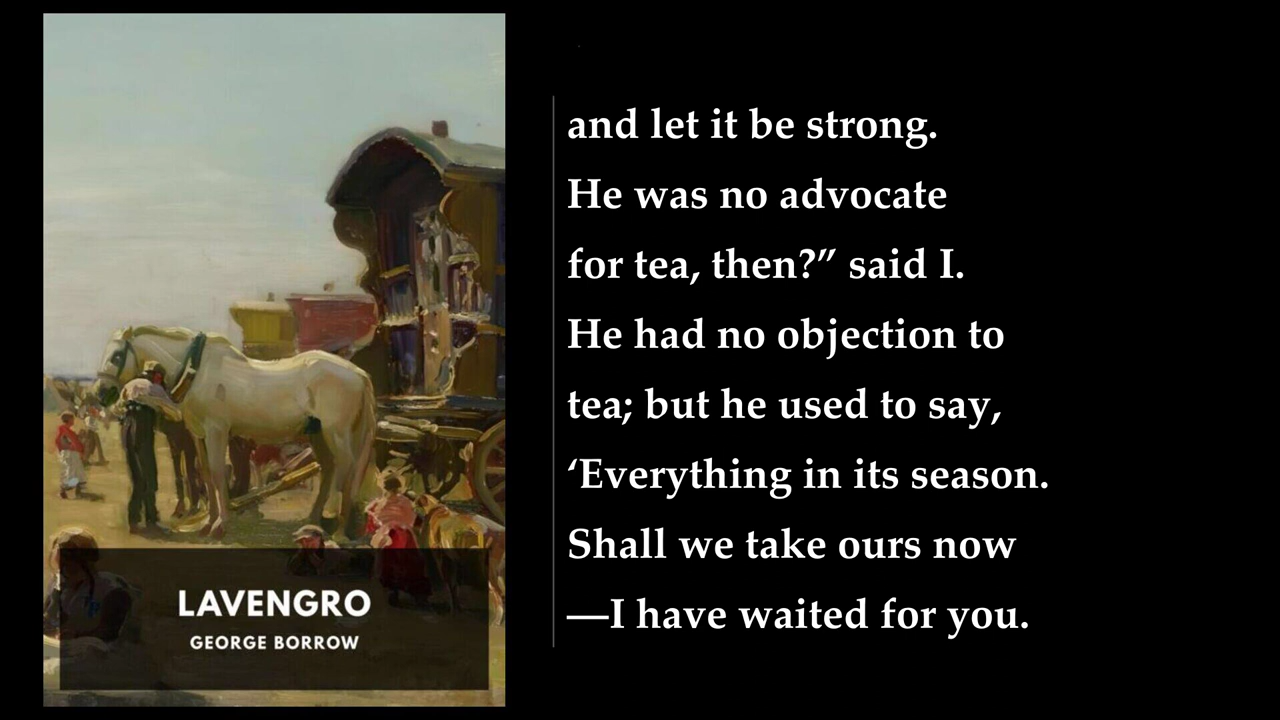 LAVENGRO
GEORGE BORROW
and let it be strong.
He was no advocate
for tea, then?” said I.
He had no objection to
tea; but he used to say,
‘Everything in its season.
Shall we take ours now
—I have waited for you.